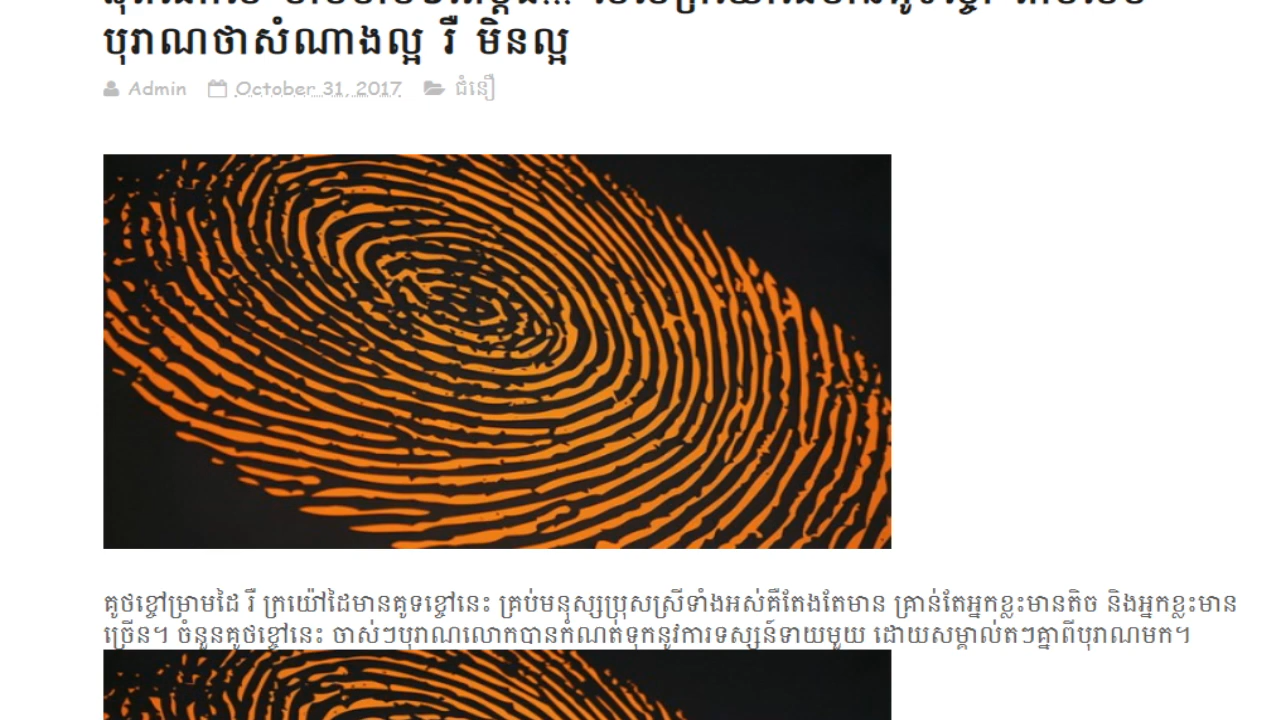 បុរាណថាសំណាងល្អ រឺ មិនល្អ
Admin October 31, 2017 ជំនឿ
គូថខ្ចៅម្រាមដៃ រឺ ក្រយ៉ៅដៃមានគូទខ្ចៅនេះ គ្រប់មនុស្សប្រុសស្រីទាំងអស់គឺតែងតែមាន គ្រាន់តែអ្នកខ្លះមានតិច និងអ្នកខ្លះមាន
ច្រើន។ ចំនួនគូថខ្ចៅនេះ ចាស់ៗបុរាណលោកបានកំណត់ទុកនូវការទស្សន៍ទាយមួយ ដោយសម្គាល់តៗគ្នាពីបុរាណមក។